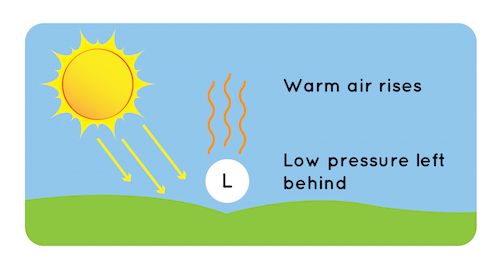 Warm air rises
L
Low pressure left
behind